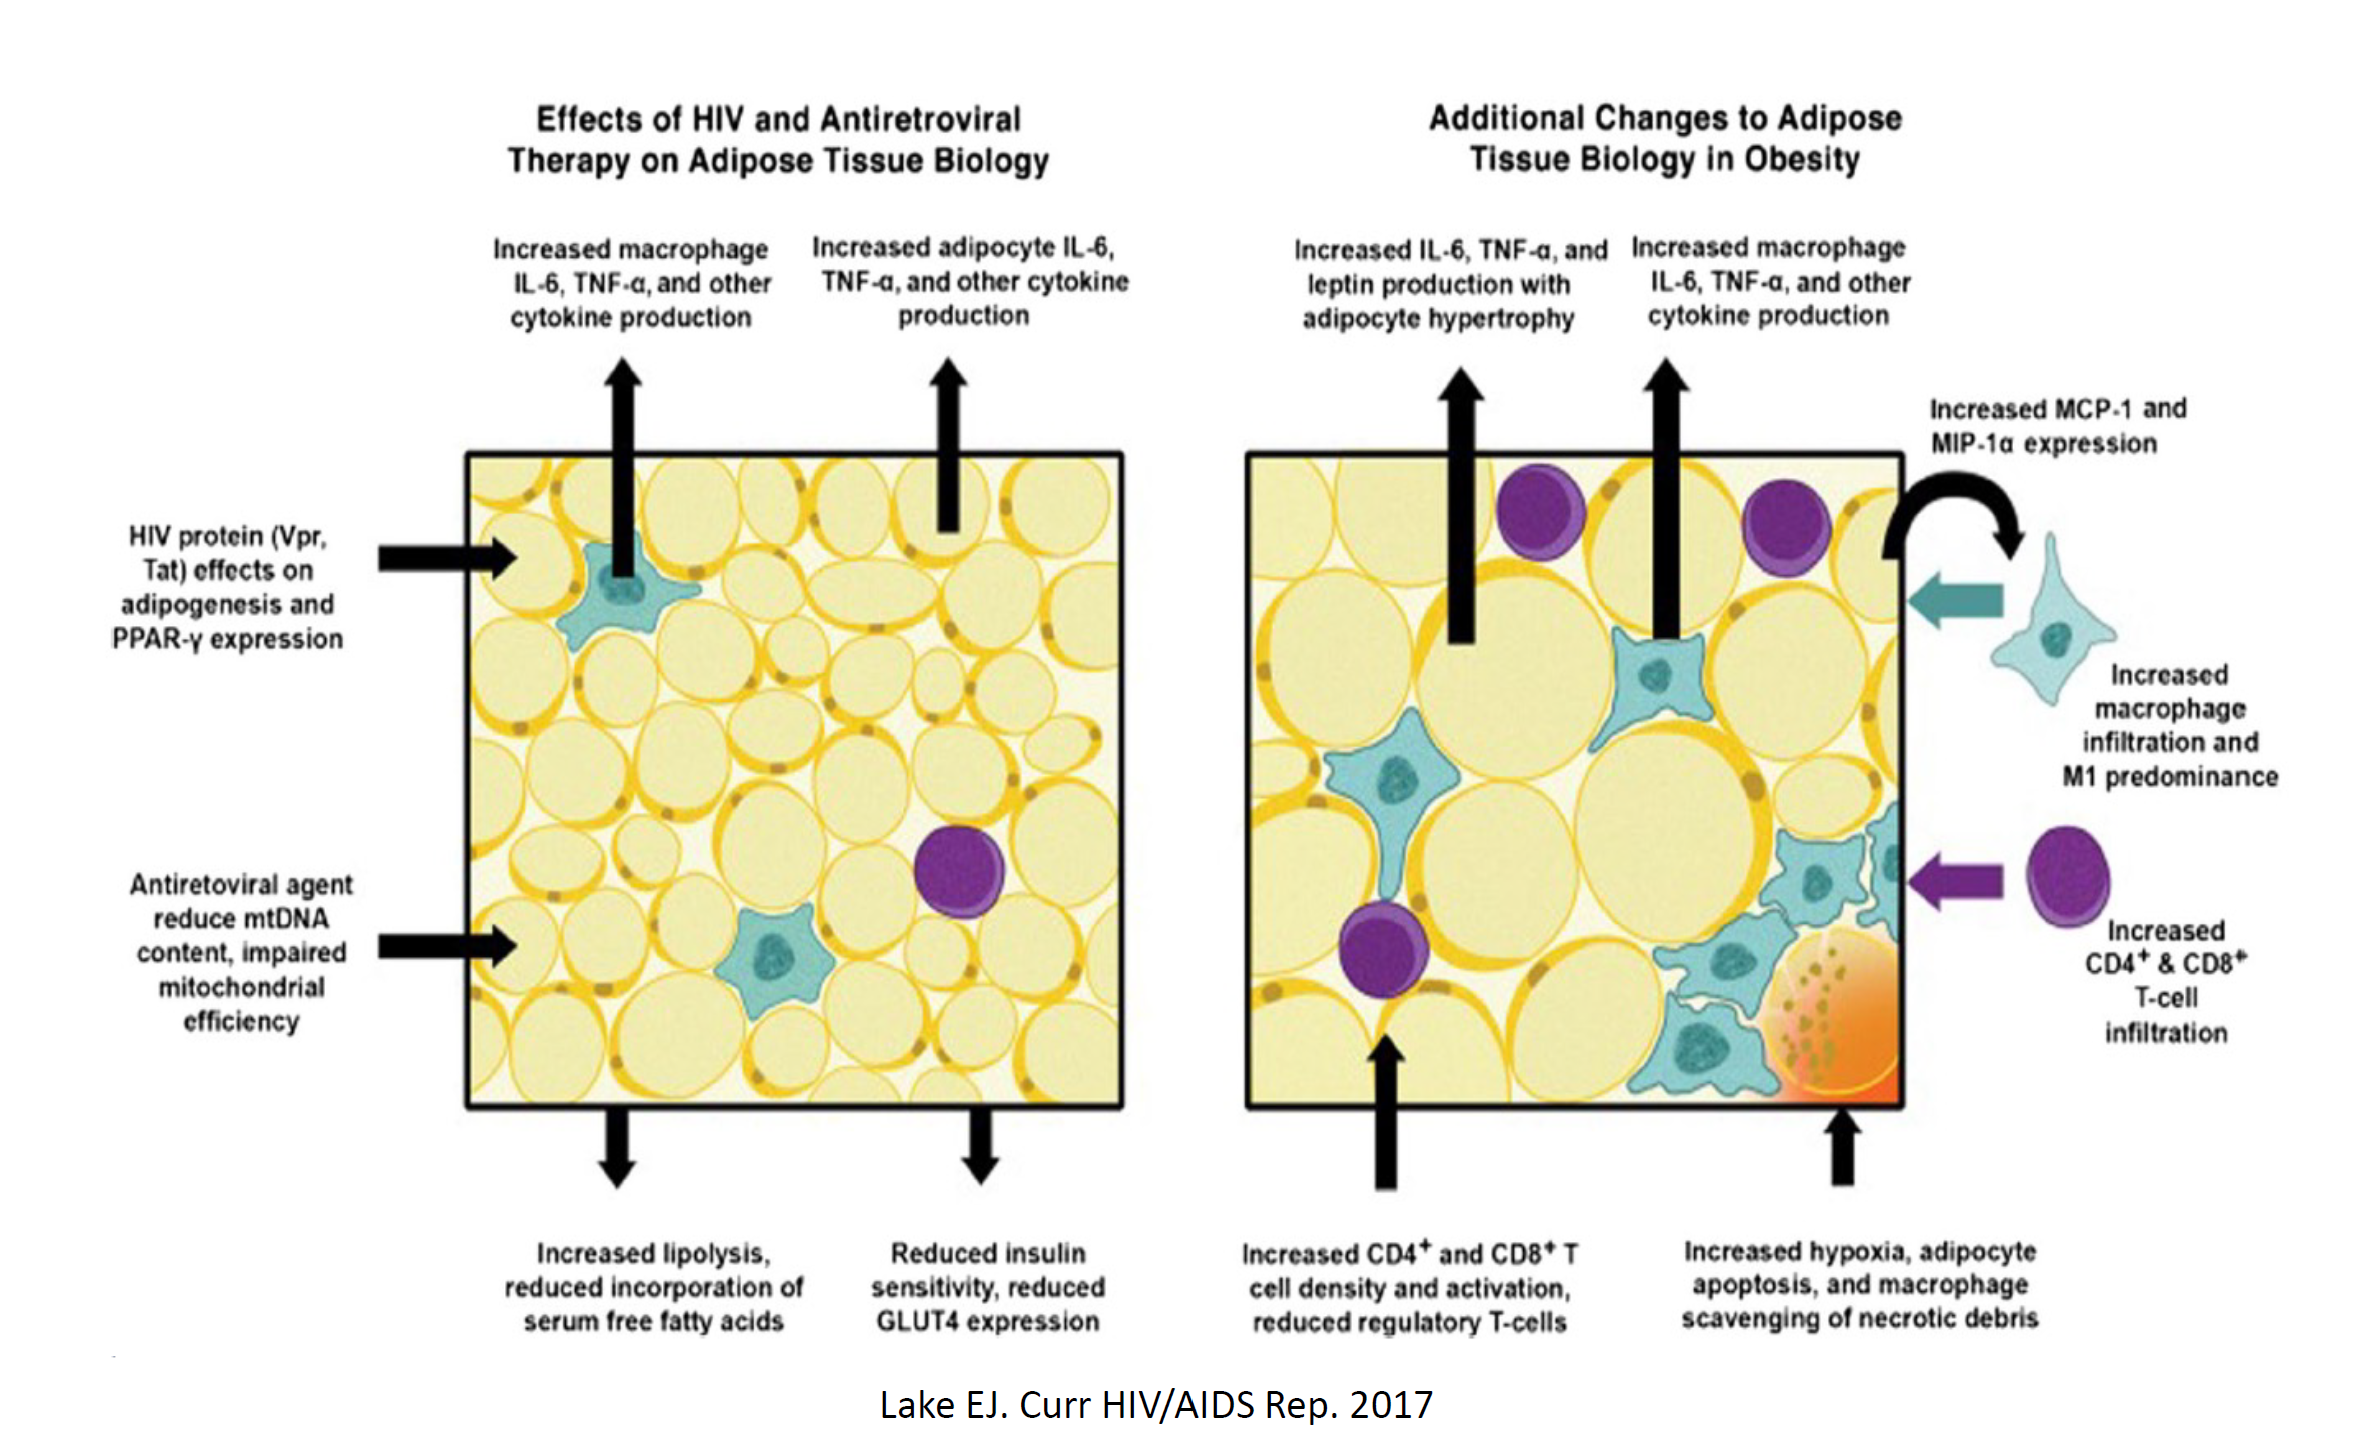 Effects of HIV and Antiretroviral
Therapy on Adipose Tissue Biology
Increased macrophage
IL-6, TNF-α, and other
cytokine production
Increased adipocyte IL-6,
TNF-α, and other cytokine
production
HIV protein (Vpr,
Tat) effects on
adipogenesis and
PPAR-γ expression
Antiretoviral agent
reduce mtDNA
content, impaired
mitochondrial
efficiency
Increased lipolysis,
reduced incorporation of
serum free fatty acids
Reduced insulin
sensitivity, reduced
GLUT4 expression
Additional Changes to Adipose
Tissue Biology in Obesity
Increased IL-6, TNF-α, and
leptin production with
adipocyte hypertrophy
Increased macrophage
IL-6, TNF-α, and other
cytokine production
Increased MCP-1 and
MIP-1α expression
Increased
macrophage
infiltration and
M1 predominance
Increased
CD4⁺ & CD8⁺
T-cell
infiltration
Increased CD4⁺ and CD8⁺ T
cell density and activation,
reduced regulatory T-cells
Increased hypoxia, adipocyte
apoptosis, and macrophage
scavenging of necrotic debris
Lake EJ. Curr HIV/AIDS Rep. 2017